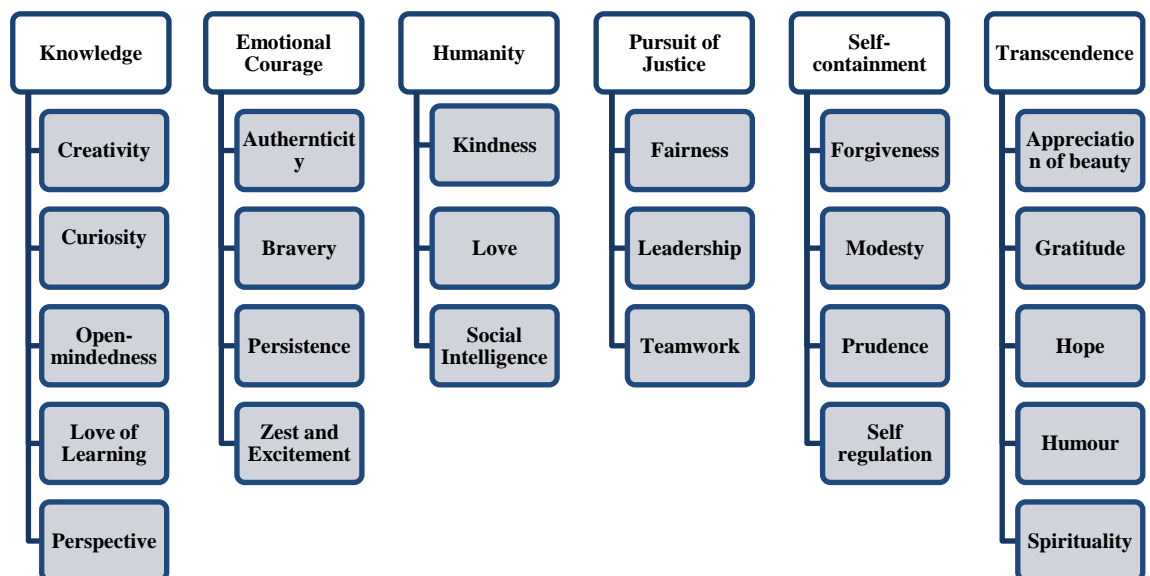 Knowledge
Creativity
Curiosity
Open-
mindedness
Love of
Learning
Perspective
Emotional
Courage
Authernticit
y
Bravery
Persistence
Zest and
Excitement
Humanity
Kindness
Love
Social
Intelligence
Pursuit of
Justice
Fairness
Leadership
Teamwork
Self-
containment
Forgiveness
Modesty
Prudence
Self
regulation
Transcendence
Appreciatio
n of beauty
Gratitude
Hope
Humour
Spirituality